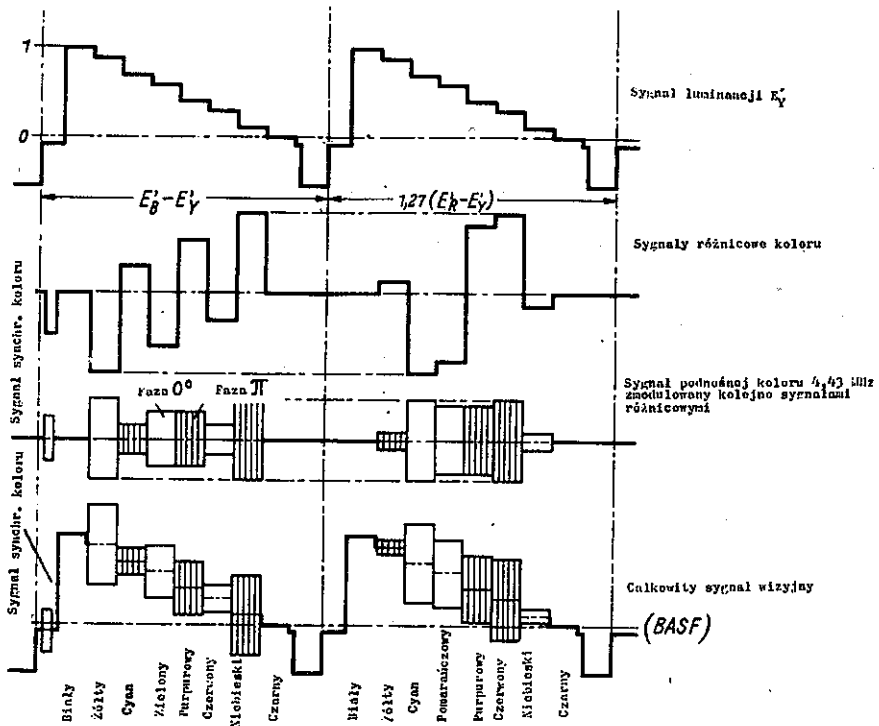 1
0
Sygnał luminancji E'Y
E'B-E'Y
1,27(E'R-E'Y)
Sygnały różnicowe koloru
Sygnał synchr. koloru
Faza 0°
Faza π
Sygnał podnośnej koloru 4,43 MHz
zmodulowany kolejno sygnałami
różnicowymi
Sygnał synchr. koloru
Całkowity sygnał wizyjny
(BASF)
Biały
Żółty
Cyan
Zielony
Purpurowy
Czerwony
Niebieski
Czarny
Biały
Żółty
Cyan
Pomarańczowy
Purpurowy
Czerwony
Niebieski
Czarny